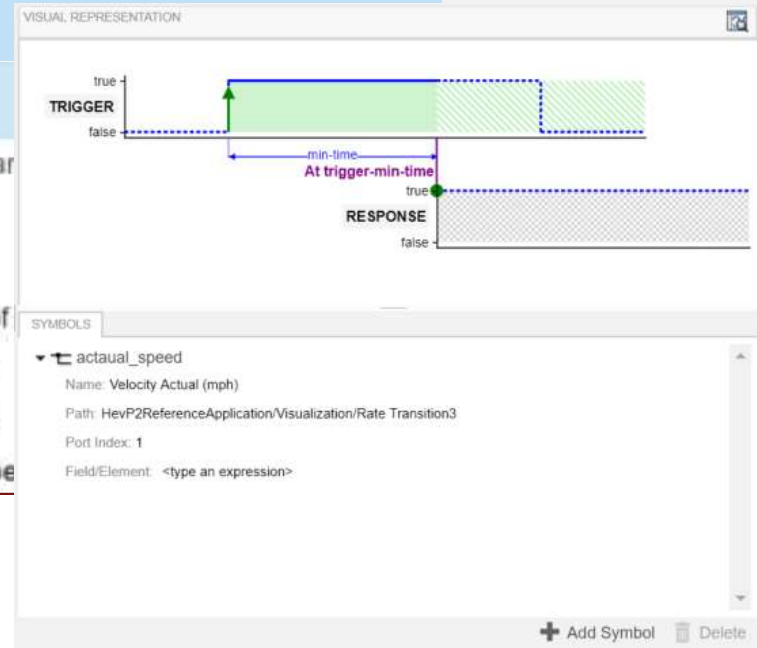 VISUAL REPRESENTATION
true
TRIGGER
false
min-time
At trigger-min-time
true
RESPONSE
false
SYMBOLS
actaual_speed
Name: Velocity Actual (mph)
Path: HevP2ReferenceApplication/Visualization/Rate Transition3
Port Index: 1
Field/Element: <type an expression>
Add Symbol Delete